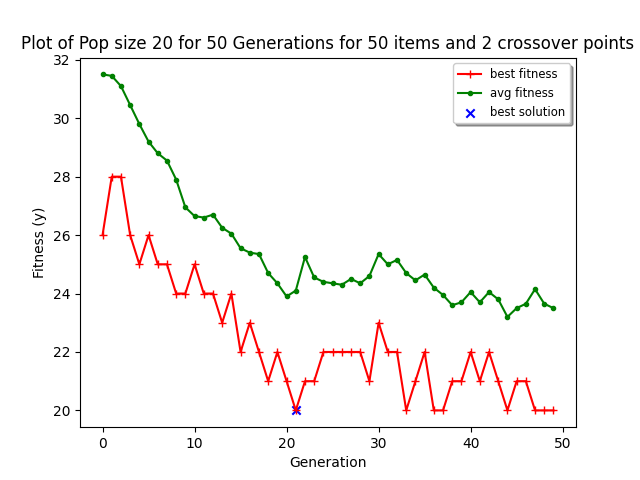 Plot of Pop size 20 for 50 Generations for 50 items and 2 crossover points
best fitness
avg fitness
best solution
Fitness (y)
32
30
28
26
24
22
20
0 10 20 30 40 50
Generation